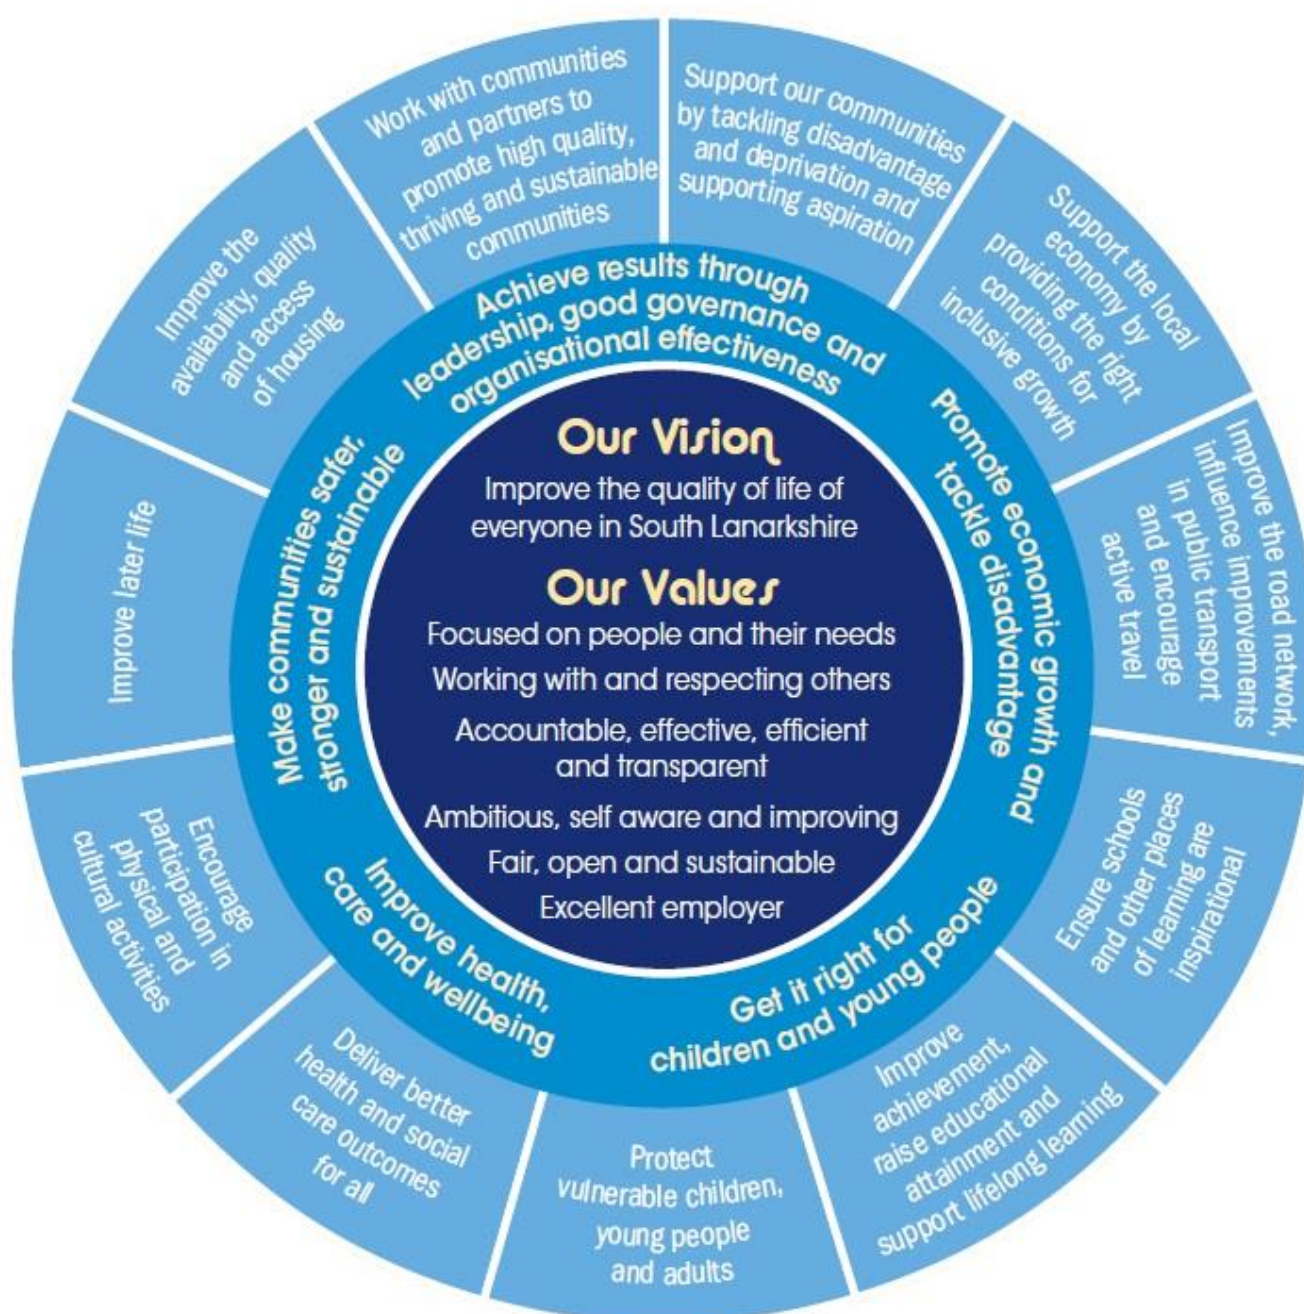 Our Vision
Improve the quality of life of
everyone in South Lanarkshire
Our Values
Focused on people and their needs
Working with and respecting others
Accountable, effective, efficient
and transparent
Ambitious, self aware and improving
Fair, open and sustainable
Excellent employer
Achieve results through
leadership, good governance and
organisational effectiveness
Promote economic growth and
tackle disadvantage
Get it right for
children and young people
Improve health,
care and wellbeing
Make communities safer,
stronger and sustainable
Support our communities
by tackling disadvantage
and deprivation and
supporting aspiration
Support the local
economy by
providing the right
conditions for
inclusive growth
Improve the road network,
influence improvements
in public transport
and encourage
active travel
Ensure schools
and other places
of learning are
inspirational
Improve
achievement,
raise educational
attainment and
support lifelong learning
Protect
vulnerable children,
young people
and adults
Deliver better
health and social
care outcomes
for all
Encourage
participation in
physical and
cultural activities
Improve later life
Improve the
availability, quality
and access
of housing
Work with communities
and partners to
promote high quality,
thriving and sustainable
communities